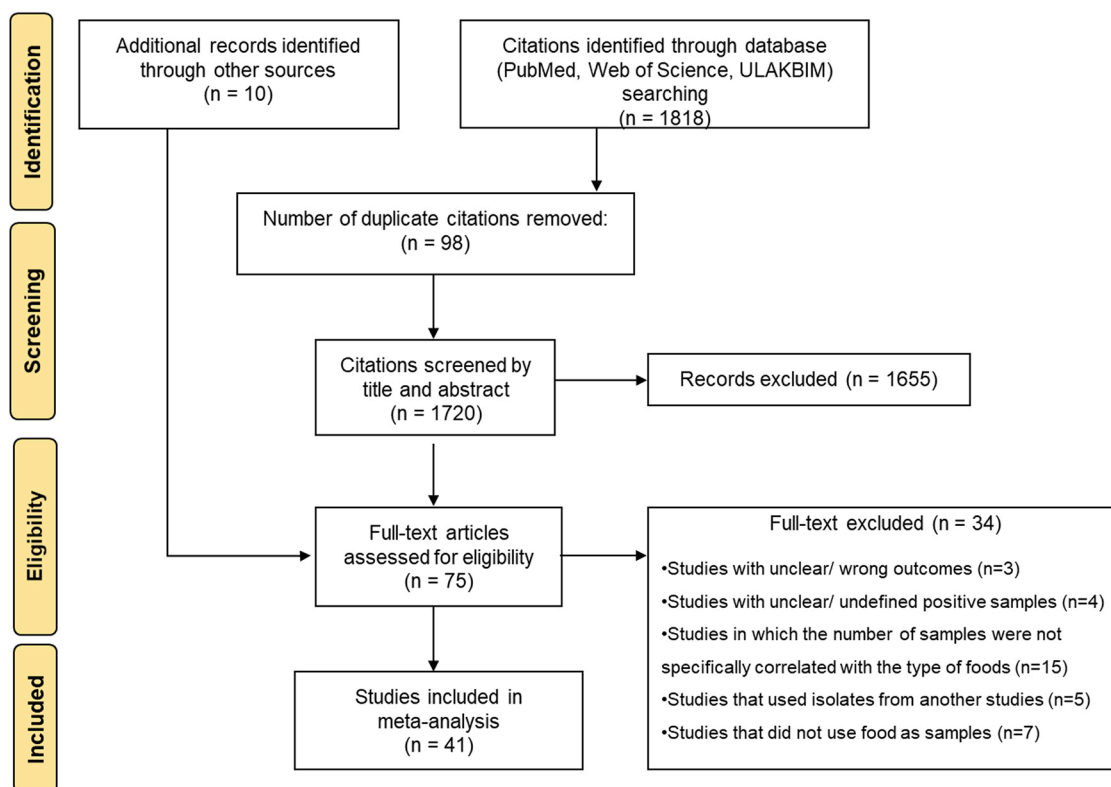 Identification
Additional records identified
through other sources
(n = 10)
Citations identified through database
(PubMed, Web of Science, ULAKBIM)
searching
(n = 1818)
Screening
Number of duplicate citations removed:
(n = 98)
Citations screened by
title and abstract
(n = 1720)
Records excluded (n = 1655)
Eligibility
Full-text articles
assessed for eligibility
(n = 75)
Full-text excluded (n = 34)
•Studies with unclear/ wrong outcomes (n=3)
•Studies with unclear/ undefined positive samples (n=4)
•Studies in which the number of samples were not
specifically correlated with the type of foods (n=15)
•Studies that used isolates from another studies (n=5)
•Studies that did not use food as samples (n=7)
Included
Studies included in
meta-analysis
(n = 41)